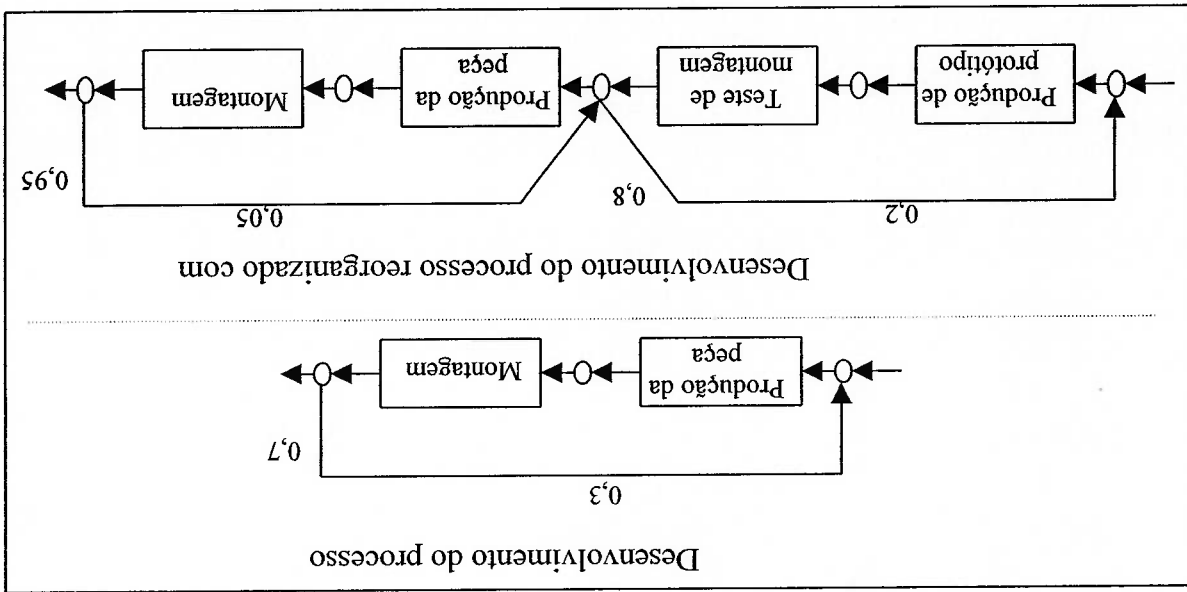 Desenvolvimento do processo
0,3
0,7
Produção da
peça
Montagem
Desenvolvimento do processo reorganizado com
0,2
0,8
0,05
0,95
Produção de
protótipo
Teste de
montagem
Produção da
peça
Montagem